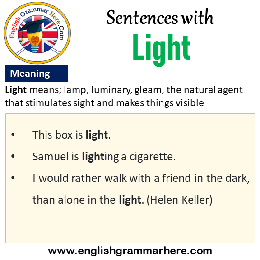 English Grammar Here.Com
Sentences with
Light
Meaning
Light means; lamp, luminary, gleam, the natural agent
that stimulates sight and makes things visible
• This box is light.
• Samuel is lighting a cigarette.
• I would rather walk with a friend in the dark,
than alone in the light. (Helen Keller)
www.englishgrammarhere.com